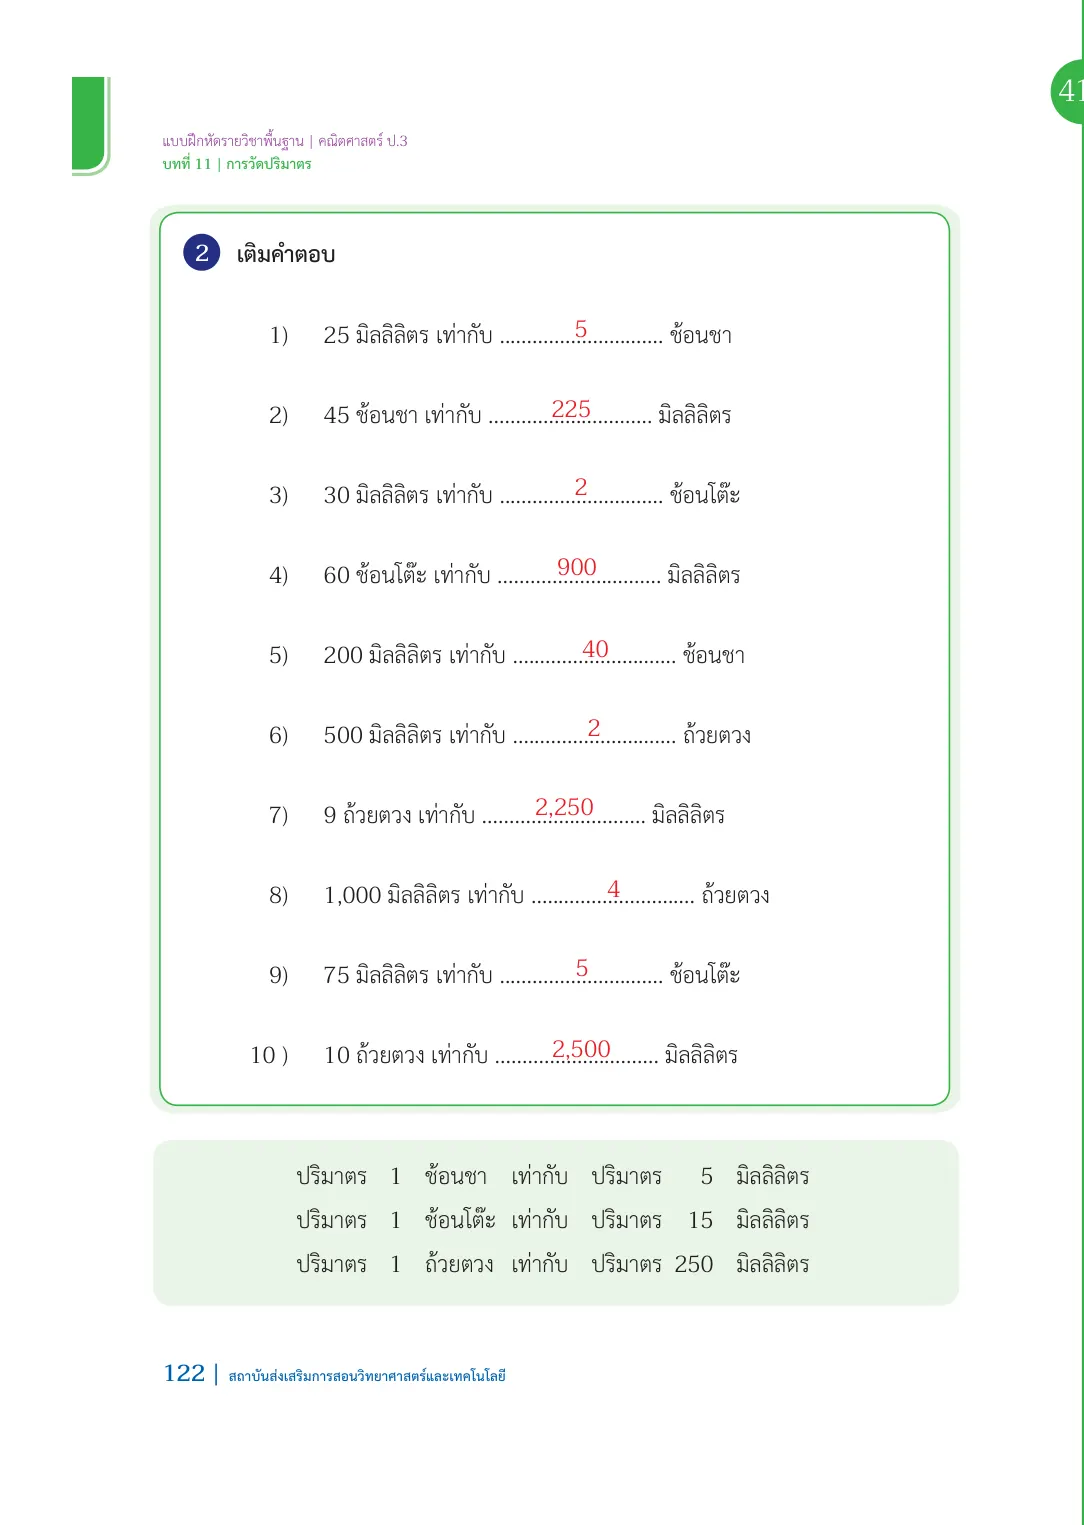 41
แบบฝึกหัดรายวิชาพื้นฐาน | คณิตศาสตร์ ป.3
บทที่ 11 | การวัดปริมาตร
2 เติมคำตอบ
1) 25 มิลลิลิตร เท่ากับ ..............5.............. ช้อนชา
2) 45 ช้อนชา เท่ากับ ..............225.............. มิลลิลิตร
3) 30 มิลลิลิตร เท่ากับ ..............2.............. ช้อนโต๊ะ
4) 60 ช้อนโต๊ะ เท่ากับ ..............900.............. มิลลิลิตร
5) 200 มิลลิลิตร เท่ากับ ..............40.............. ช้อนชา
6) 500 มิลลิลิตร เท่ากับ ..............2.............. ถ้วยตวง
7) 9 ถ้วยตวง เท่ากับ ..............2,250.............. มิลลิลิตร
8) 1,000 มิลลิลิตร เท่ากับ ..............4.............. ถ้วยตวง
9) 75 มิลลิลิตร เท่ากับ ..............5.............. ช้อนโต๊ะ
10 ) 10 ถ้วยตวง เท่ากับ ..............2,500.............. มิลลิลิตร
ปริมาตร 1 ช้อนชา เท่ากับ ปริมาตร 5 มิลลิลิตร
ปริมาตร 1 ช้อนโต๊ะ เท่ากับ ปริมาตร 15 มิลลิลิตร
ปริมาตร 1 ถ้วยตวง เท่ากับ ปริมาตร 250 มิลลิลิตร
122 | สถาบันส่งเสริมการสอนวิทยาศาสตร์และเทคโนโลยี